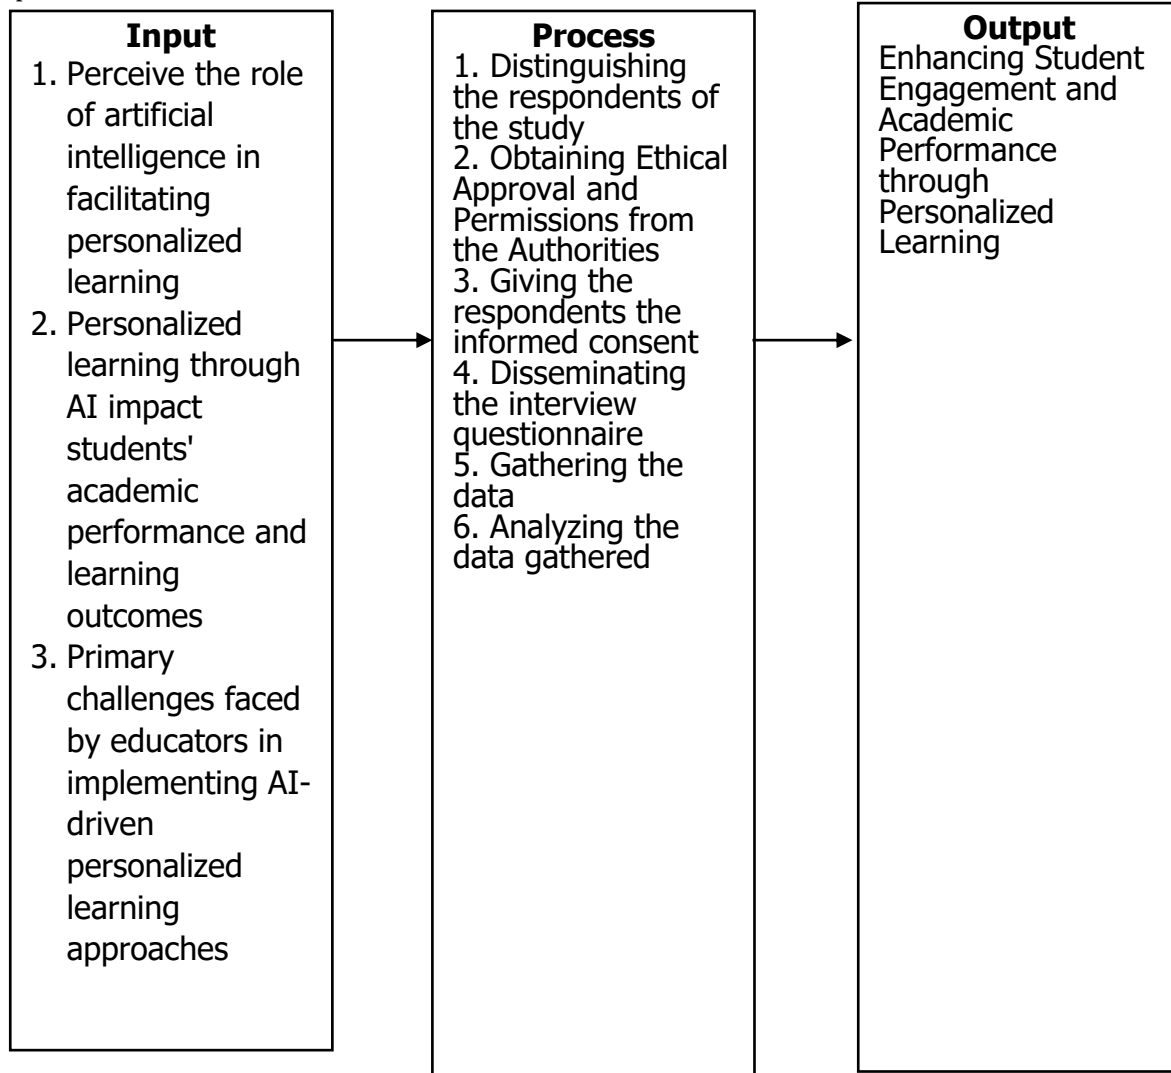 Input
1. Perceive the role
of artificial
intelligence in
facilitating
personalized
learning
2. Personalized
learning through
AI impact
students'
academic
performance and
learning
outcomes
3. Primary
challenges faced
by educators in
implementing AI-
driven
personalized
learning
approaches
Process
1. Distinguishing
the respondents of
the study
2. Obtaining Ethical
Approval and
Permissions from
the Authorities
3. Giving the
respondents the
informed consent
4. Disseminating
the interview
questionnaire
5. Gathering the
data
6. Analyzing the
data gathered
Output
Enhancing Student
Engagement and
Academic
Performance
through
Personalized
Learning